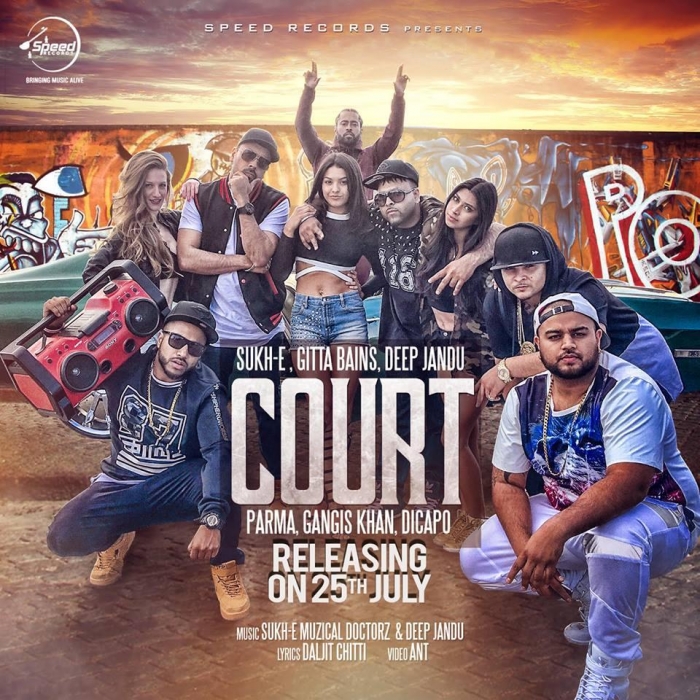 SPEED RECORDS PRESENTS
Speed
RECORDS
BRINGING MUSIC ALIVE
SONY
SUKH-E , GITTA BAINS, DEEP JANDU
COURT
PARMA, GANGIS KHAN, DICAPO
RELEASING
ON 25TH JULY
MUSIC SUKH-E MUZICAL DOCTORZ & DEEP JANDU
LYRICS DALJIT CHITTI VIDEO ANT